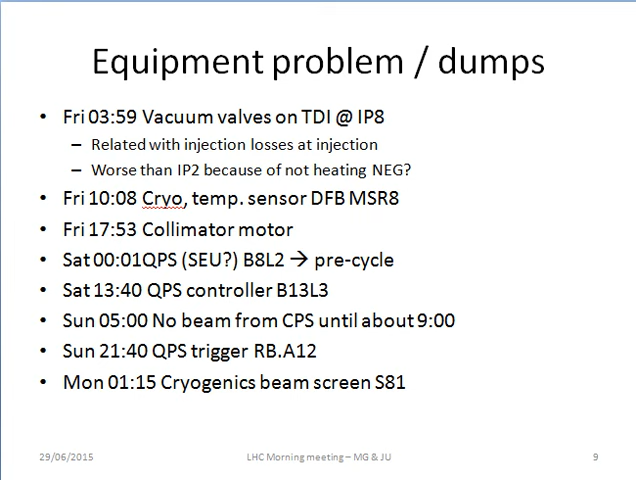 Equipment problem / dumps
• Fri 03:59 Vacuum valves on TDI @ IP8
– Related with injection losses at injection
– Worse than IP2 because of not heating NEG?
• Fri 10:08 Cryo, temp. sensor DFB MSR8
• Fri 17:53 Collimator motor
• Sat 00:01QPS (SEU?) B8L2 → pre-cycle
• Sat 13:40 QPS controller B13L3
• Sun 05:00 No beam from CPS until about 9:00
• Sun 21:40 QPS trigger RB.A12
• Mon 01:15 Cryogenics beam screen S81
29/06/2015 LHC Morning meeting – MG & JU 9